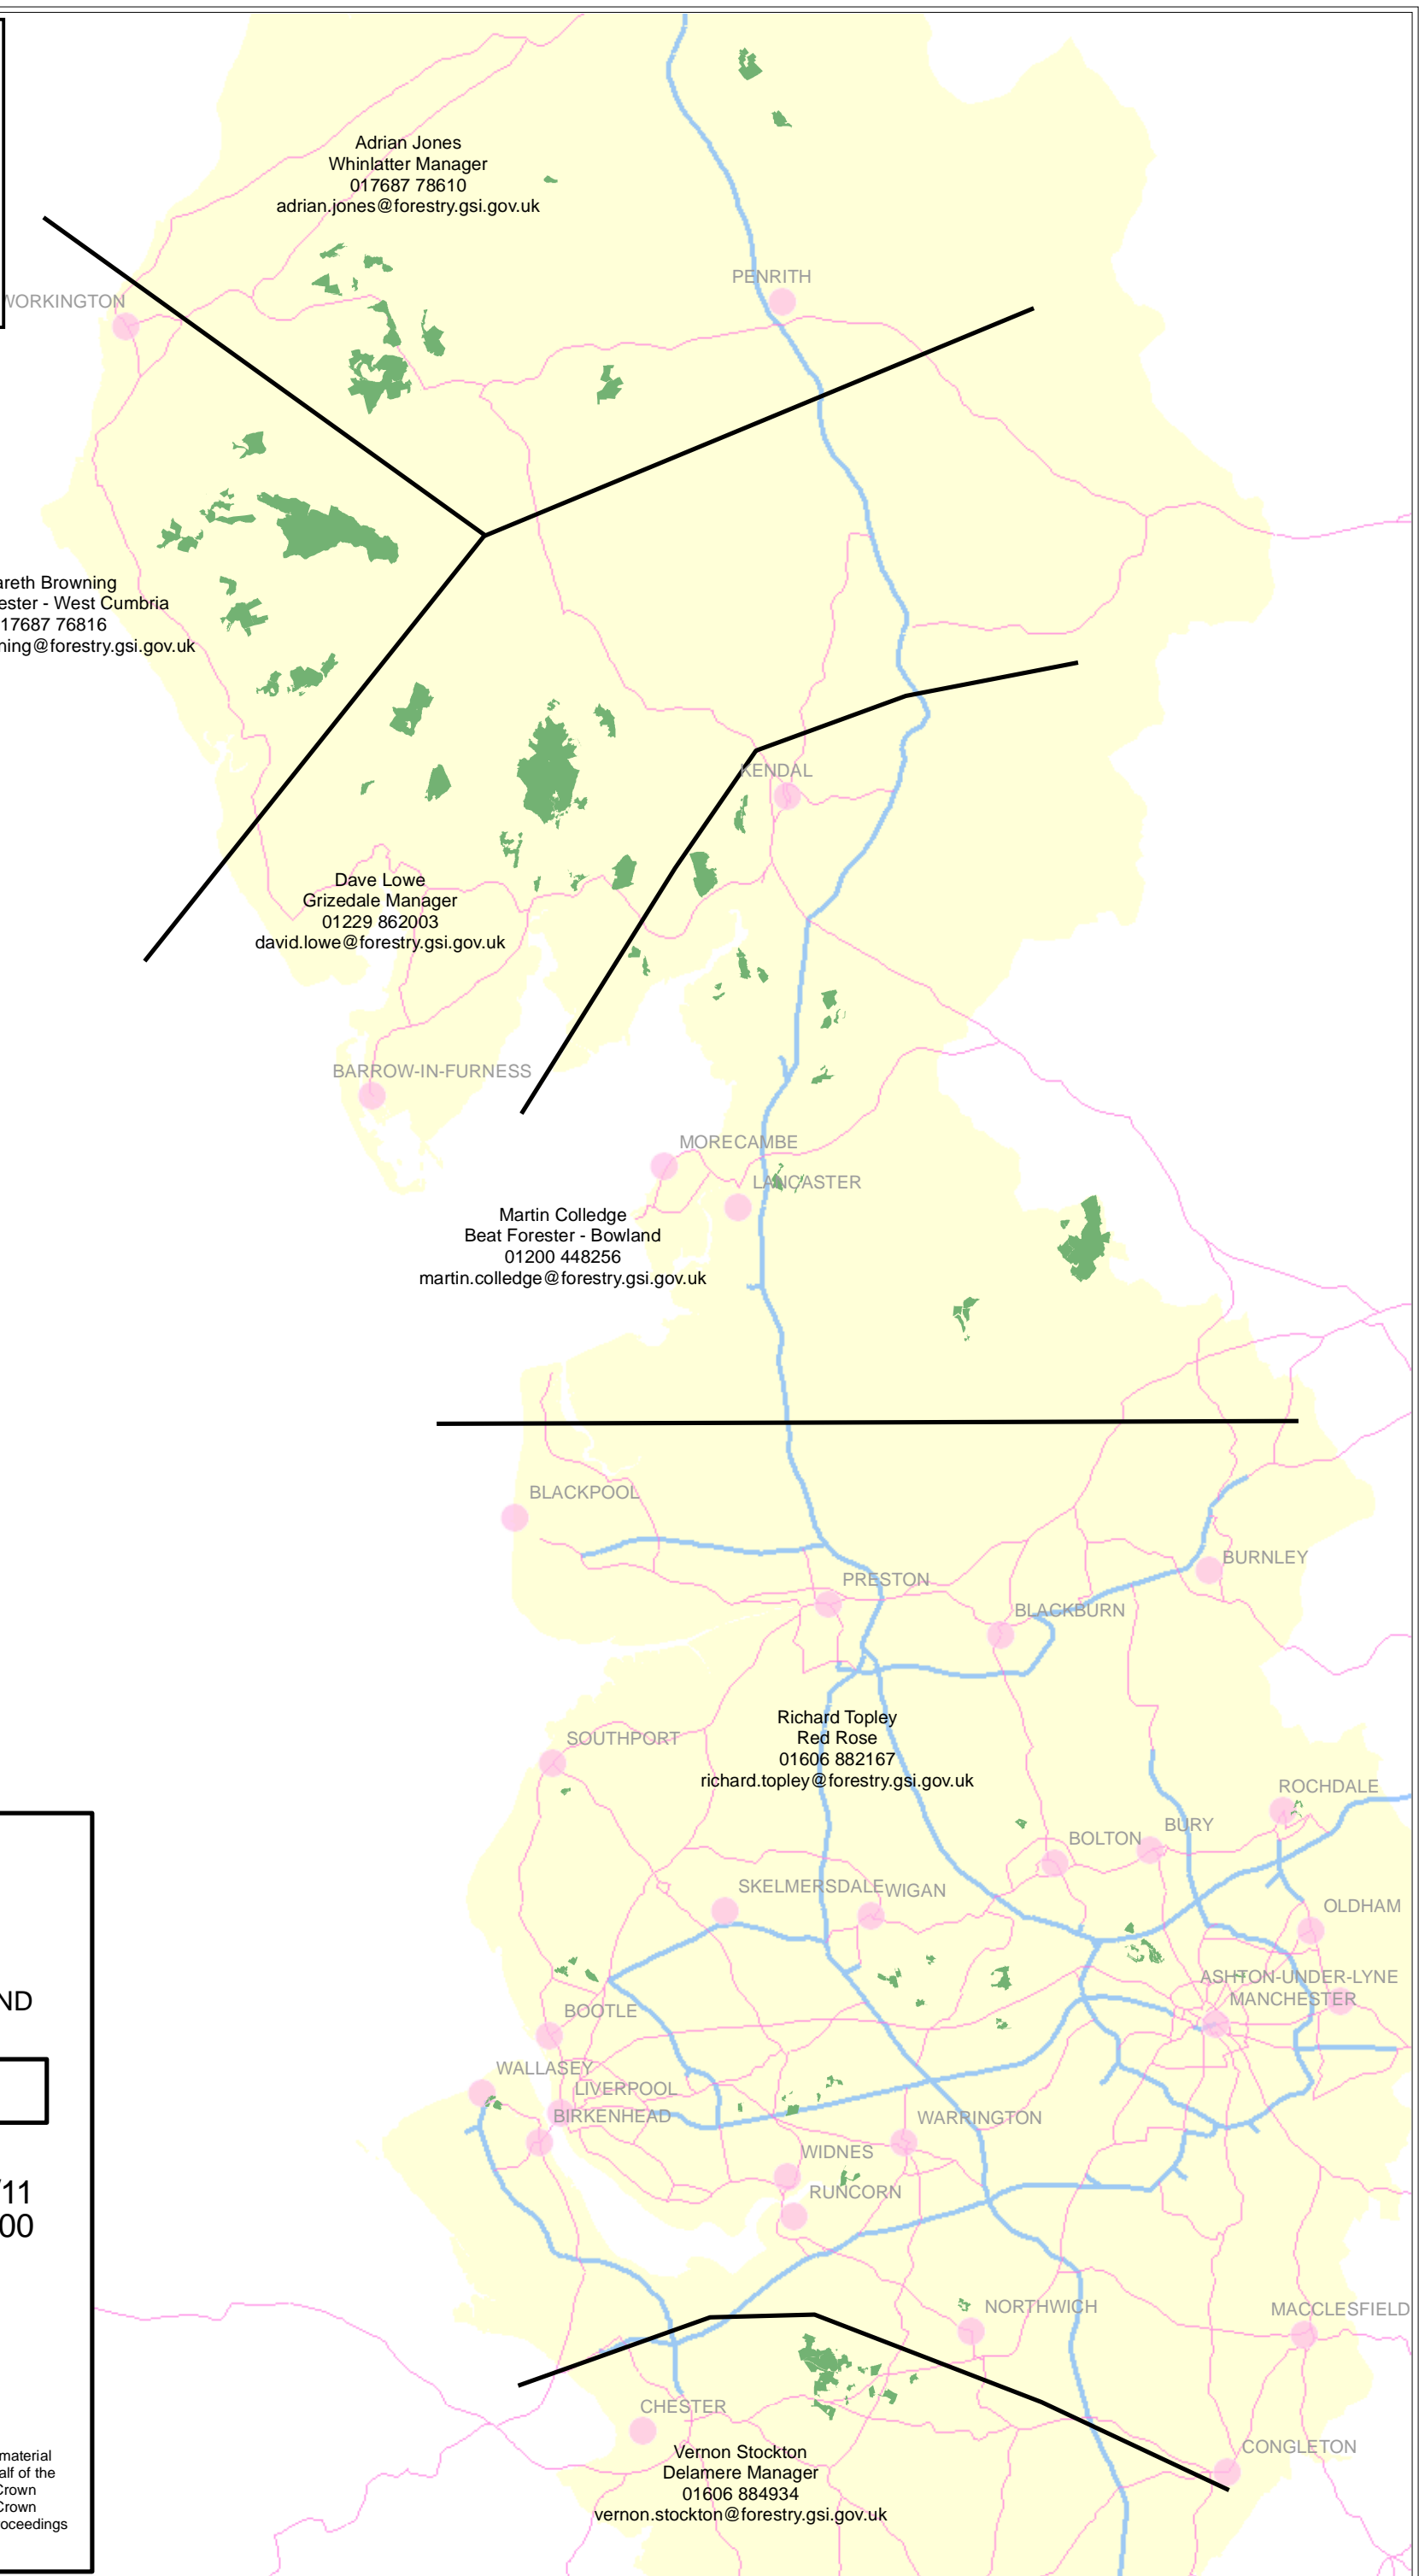 Adrian Jones
Whinlatter Manager
017687 78610
adrian.jones@forestry.gsi.gov.uk
PENRITH
WORKINGTON
areth Browning
ester - West Cumbria
17687 76816
ning@forestry.gsi.gov.uk
KENDAL
Dave Lowe
Grizedale Manager
01229 862003
david.lowe@forestry.gsi.gov.uk
BARROW-IN-FURNESS
MORECAMBE
LANCASTER
Martin Colledge
Beat Forester - Bowland
01200 448256
martin.colledge@forestry.gsi.gov.uk
BLACKPOOL
BURNLEY
PRESTON
BLACKBURN
Richard Topley
Red Rose
01606 882167
richard.topley@forestry.gsi.gov.uk
SOUTHPORT
ROCHDALE
BURY
BOLTON
SKELMERSDALE WIGAN
OLDHAM
ASHTON-UNDER-LYNE
MANCHESTER
ND
BOOTLE
WALLASEY
LIVERPOOL
BIRKENHEAD
WARRINGTON
WIDNES
RUNCORN
/11
00
NORTHWICH
MACCLESFIELD
CHESTER
CONGLETON
Vernon Stockton
Delamere Manager
01606 884934
vernon.stockton@forestry.gsi.gov.uk
material
alf of the
Crown
Crown
oceedings